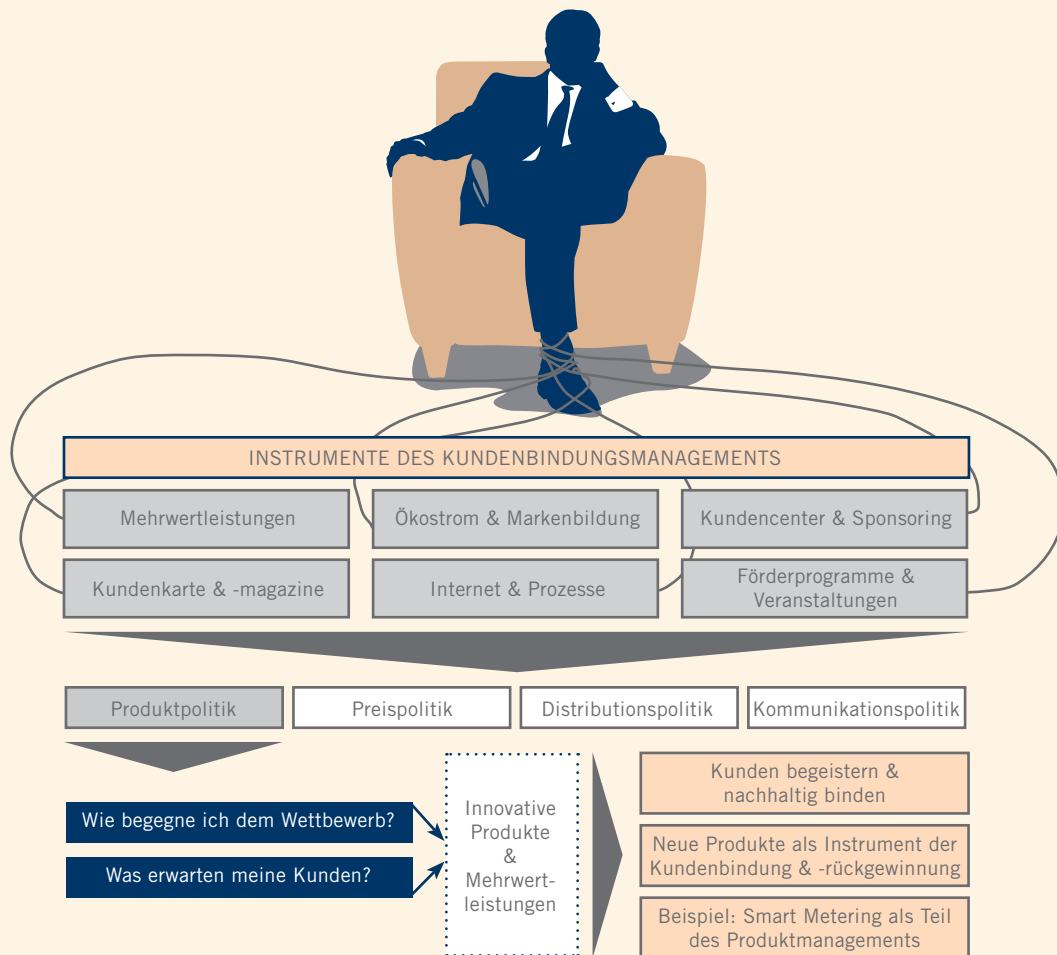 INSTRUMENTE DES KUNDENBINDUNGSMANAGEMENTS
Mehrwertleistungen
Ökostrom & Markenbildung
Kundencenter & Sponsoring
Kundenkarte & -magazine
Internet & Prozesse
Förderprogramme &
Veranstaltungen
Produktpolitik
Preispolitik
Distributionspolitik
Kommunikationspolitik
Wie begegne ich dem Wettbewerb?
Was erwarten meine Kunden?
Innovative
Produkte
&
Mehrwert-
leistungen
Kunden begeistern &
nachhaltig binden
Neue Produkte als Instrument der
Kundenbindung & -rückgewinnung
Beispiel: Smart Metering als Teil
des Produktmanagements